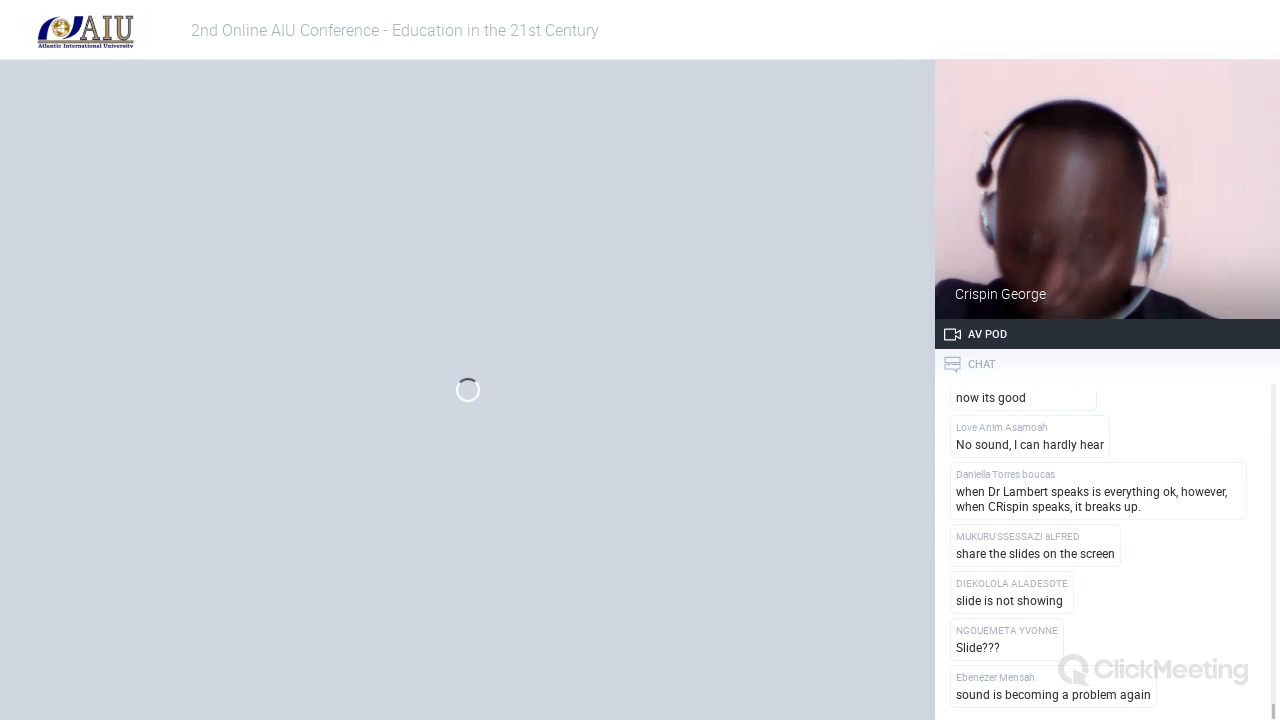 AIU
Atlantic International University
2nd Online AIU Conference - Education in the 21st Century
Crispin George
AV POD
CHAT
now its good
Love Anim Asamoah
No sound, I can hardly hear
Daniella Torres boucas
when Dr Lambert speaks is everything ok, however,
when CRispin speaks, it breaks up.
MUKURU SSESSAZI aLFRED
share the slides on the screen
DIEKOLOLA ALADESOTE
slide is not showing
NGOUEMETA YVONNE
Slide???
ClickMeeting
Ebenezer Mensah
sound is becoming a problem again